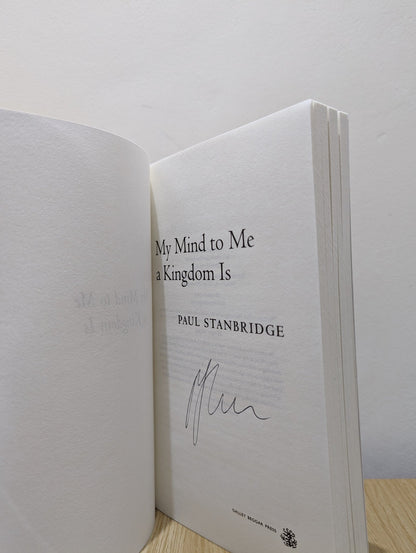 My Mind to Me
a Kingdom Is
PAUL STANBRIDGE
GALLEY BEGGAR PRESS